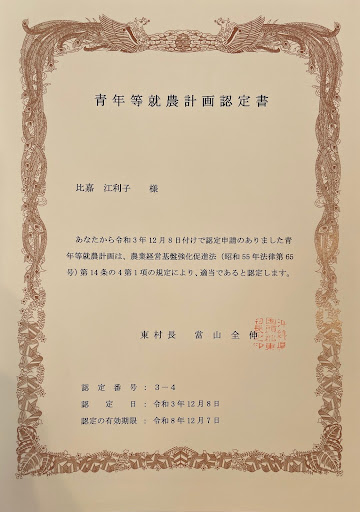 青年等就農計画認定書
比嘉 江利子 様
あなたから令和3年12月8日付けで認定申請のありました青
年等就農計画は、農業経営基盤強化促進法（昭和55年法律第65
号）第14条の4第1項の規定により、適当であると認定します。
東村長 當山全伸
認定番号 : 3-4
認定日 : 令和3年12月8日
認定の有効期限 : 令和8年12月7日